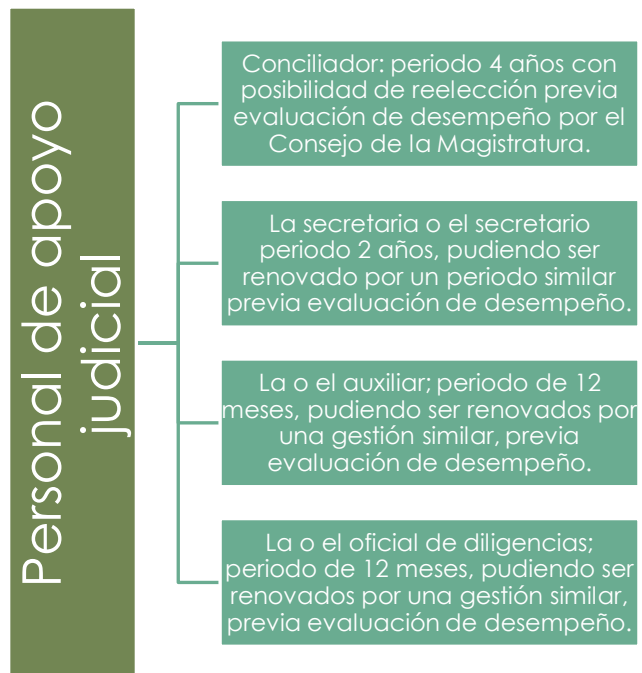 Personal de apoyo
judicial
Conciliador: periodo 4 años con
posibilidad de reelección previa
evaluación de desempeño por el
Consejo de la Magistratura.
La secretaria o el secretario
periodo 2 años, pudiendo ser
renovado por un periodo similar
previa evaluación de desempeño.
La o el auxiliar; periodo de 12
meses, pudiendo ser renovados por
una gestión similar, previa
evaluación de desempeño.
La o el oficial de diligencias;
periodo de 12 meses, pudiendo ser
renovados por una gestión similar,
previa evaluación de desempeño.